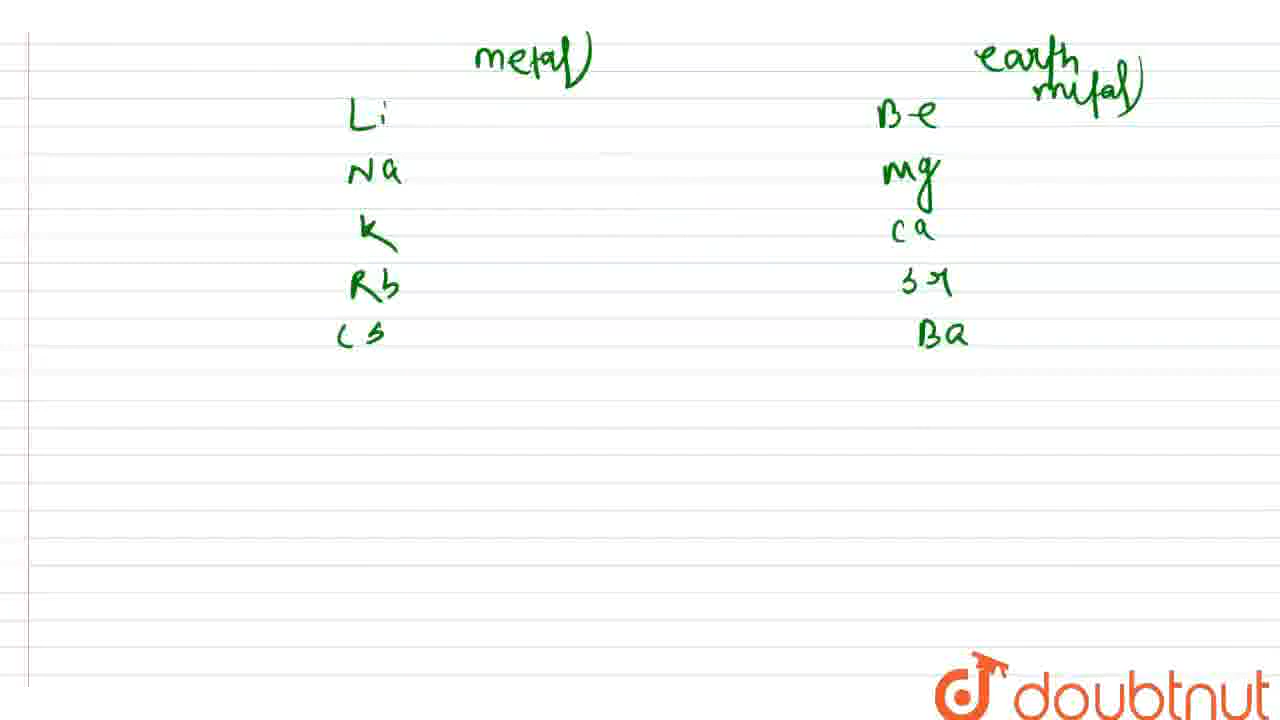 metal)
earth
metal)
Li
Be
Na
Mg
K
Ca
Rb
Sr
Cs
Ba
doubtnut